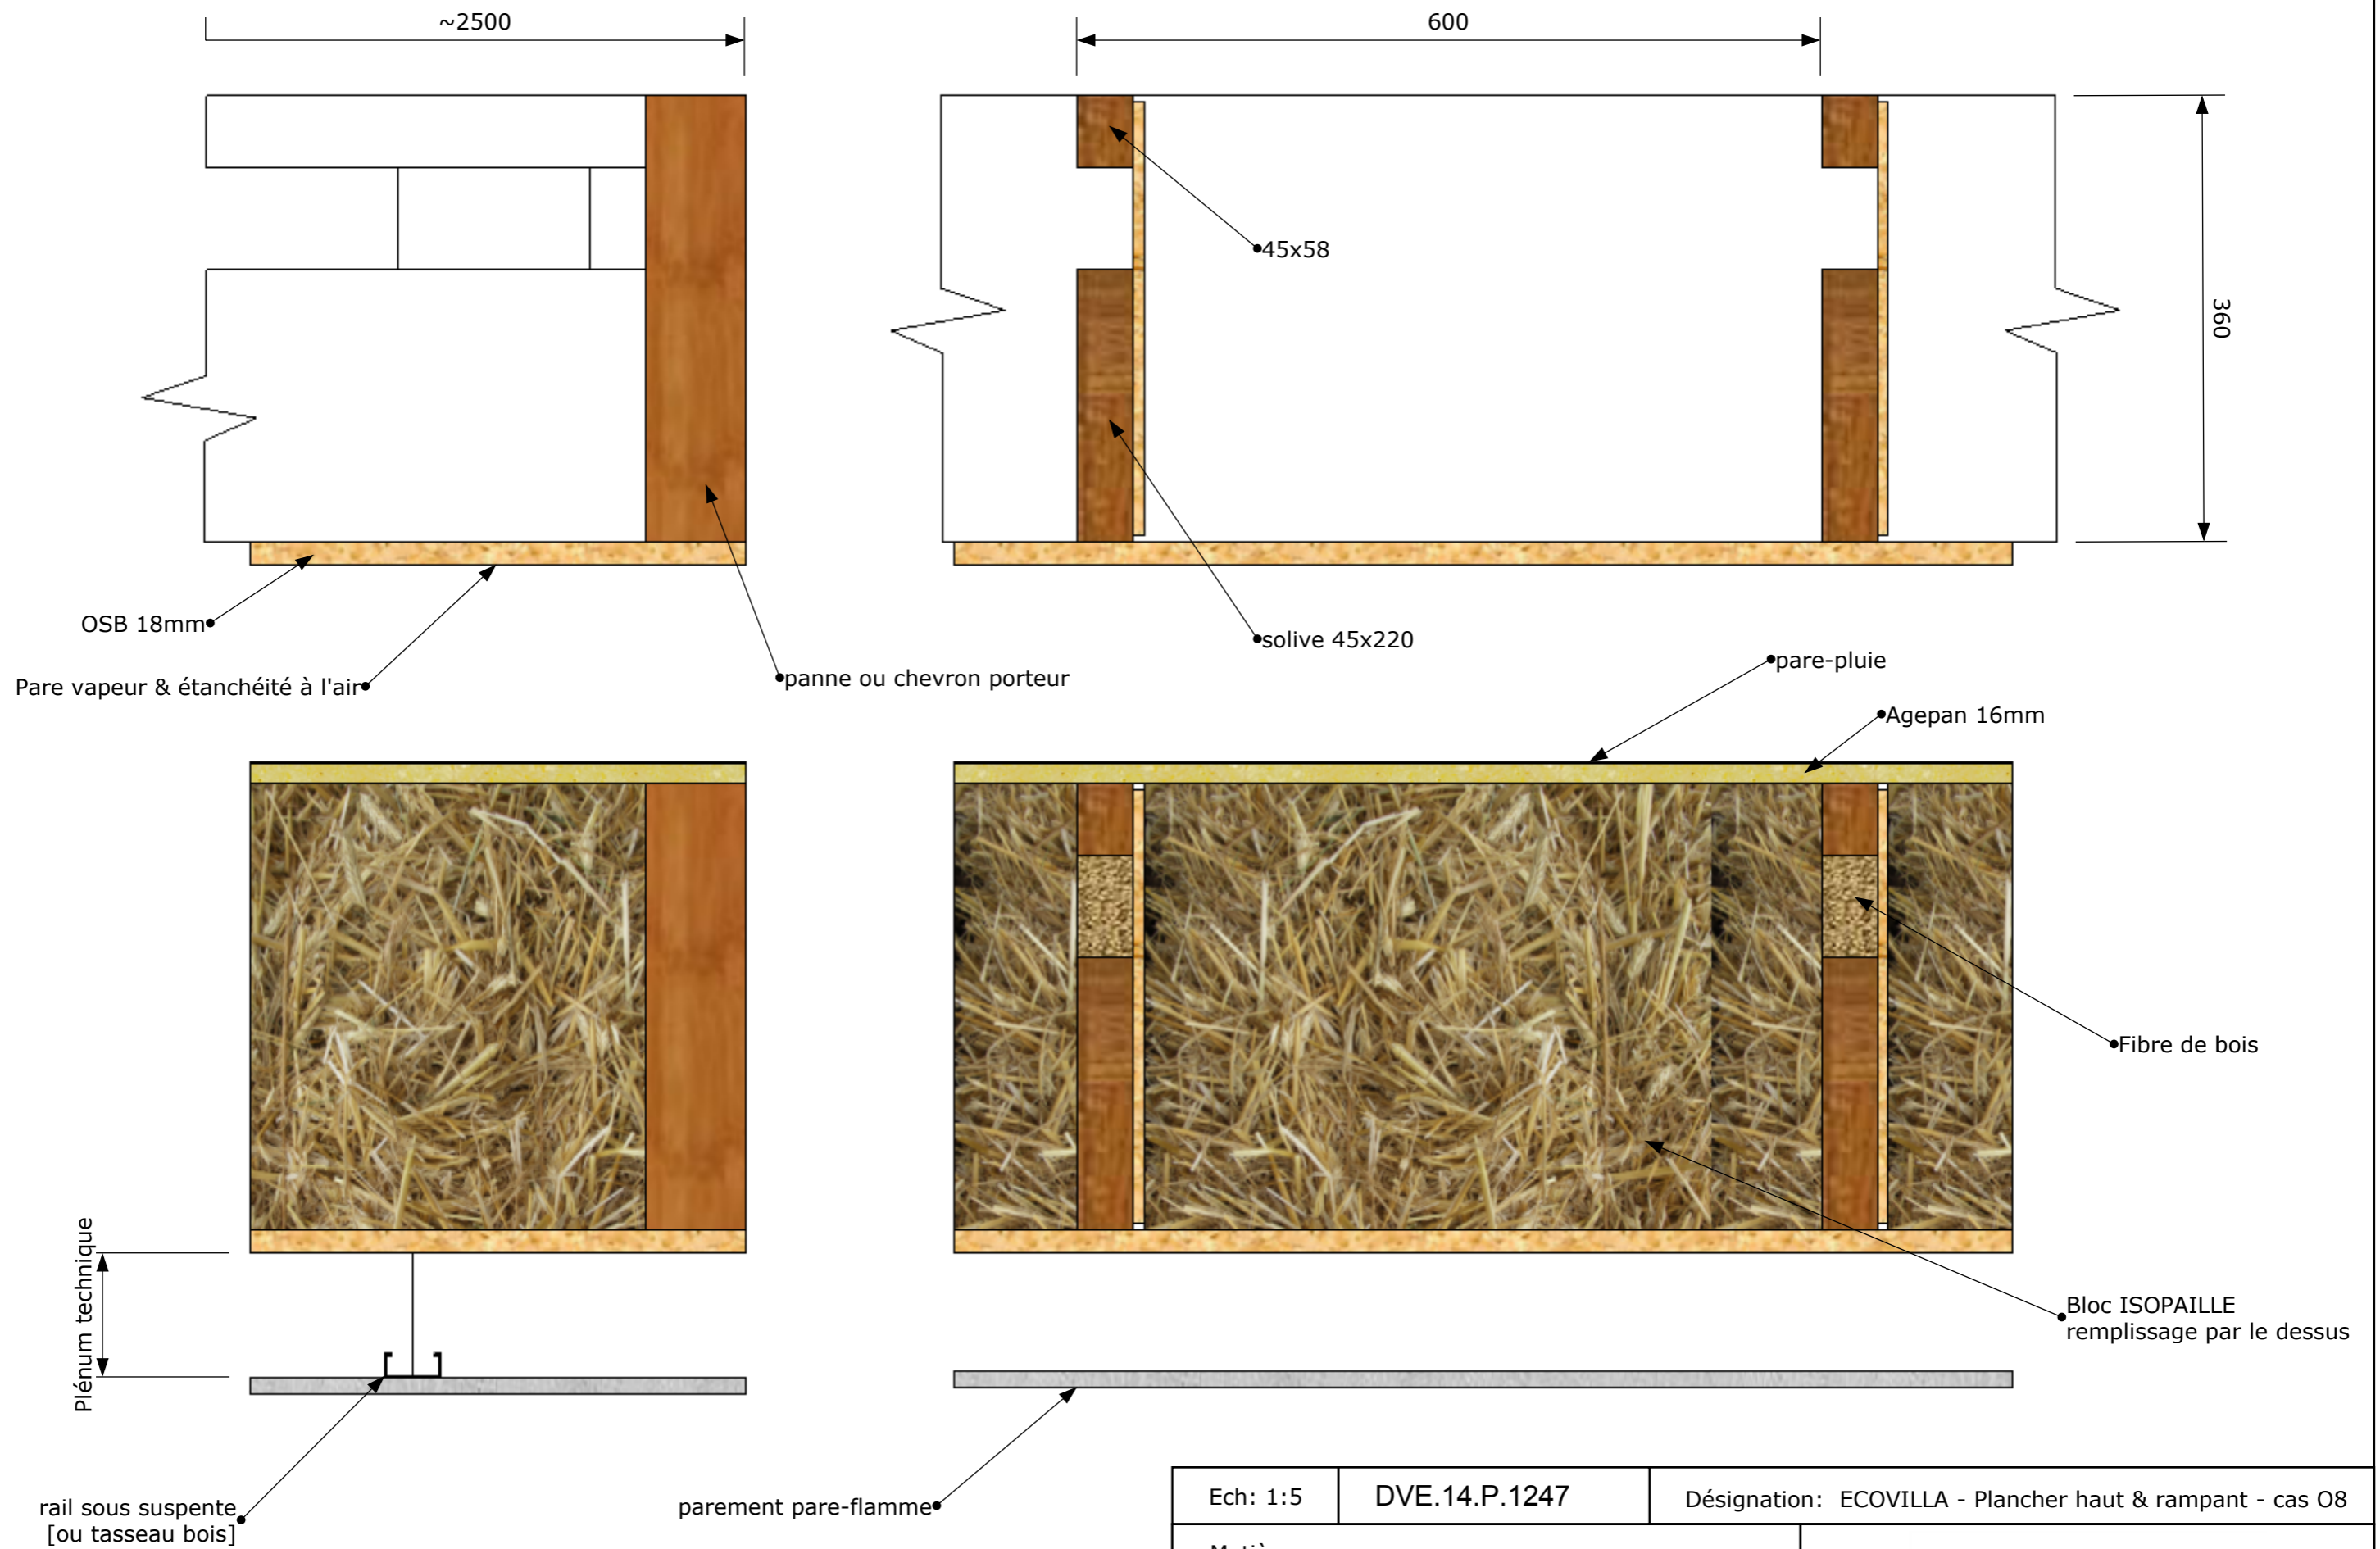 ~2500
600
360
45x58
OSB 18mm
solive 45x220
Pare vapeur & étanchéité à l'air
panne ou chevron porteur
pare-pluie
Agepan 16mm
Fibre de bois
Plénum technique
Bloc ISOPAILLE
remplissage par le dessus
rail sous suspente
[ou tasseau bois]
parement pare-flamme
Ech: 1:5
DVE.14.P.1247
Désignation: ECOVILLA - Plancher haut & rampant - cas O8